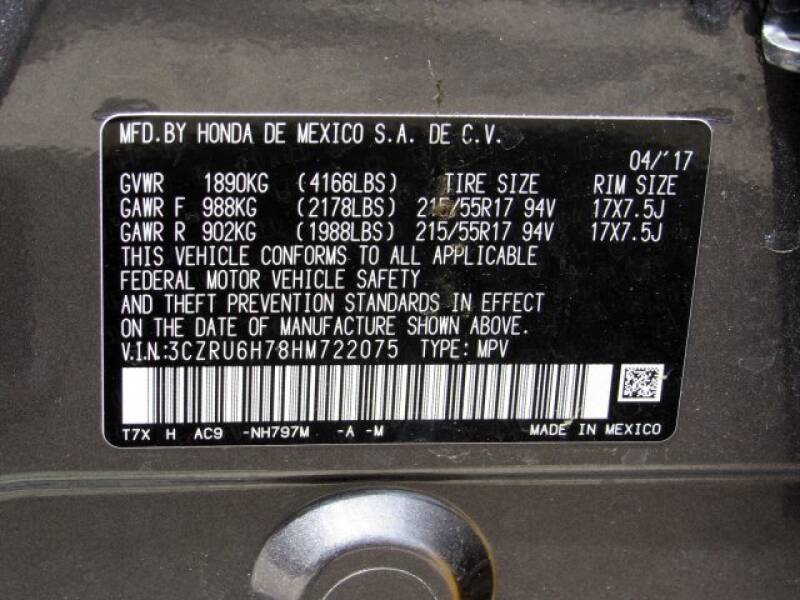 MFD.BY HONDA DE MEXICO S.A. DE C.V.
04/'17
GVWR 1890KG (4166LBS) TIRE SIZE RIM SIZE
GAWR F 988KG (2178LBS) 215/55R17 94V 17X7.5J
GAWR R 902KG (1988LBS) 215/55R17 94V 17X7.5J
THIS VEHICLE CONFORMS TO ALL APPLICABLE
FEDERAL MOTOR VEHICLE SAFETY
AND THEFT PREVENTION STANDARDS IN EFFECT
ON THE DATE OF MANUFACTURE SHOWN ABOVE.
V.I.N:3CZRU6H78HM722075 TYPE: MPV
T7X H AC9 -NH797M -A -M MADE IN MEXICO